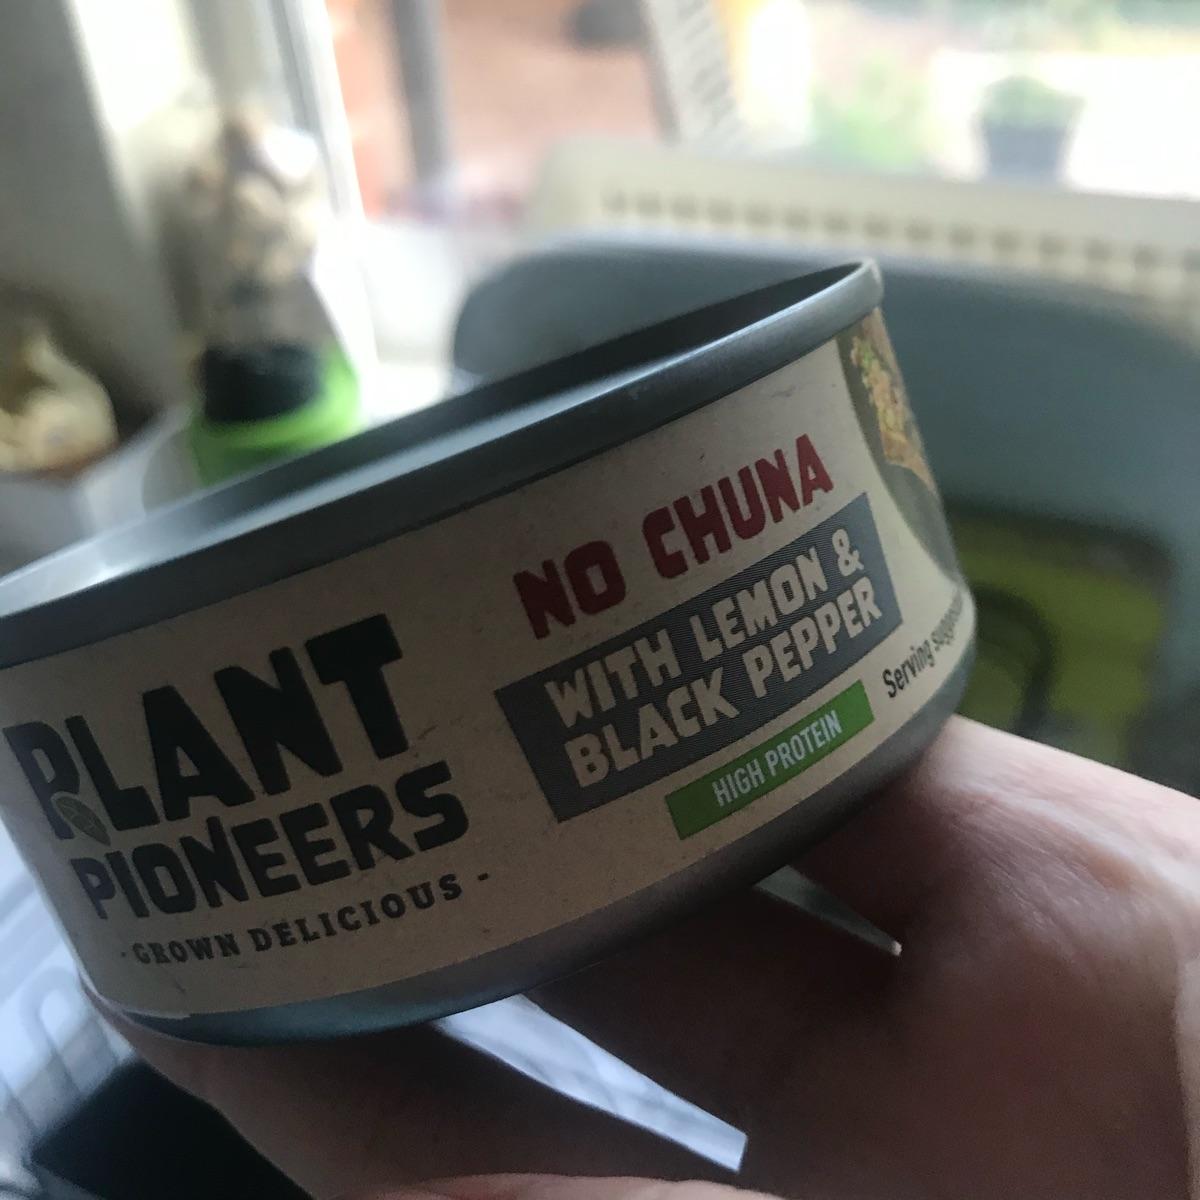 PLANT
PIONEERS
- GROWN DELICIOUS -
NO CHUNA
WITH LEMON &
BLACK PEPPER
HIGH PROTEIN
Serving